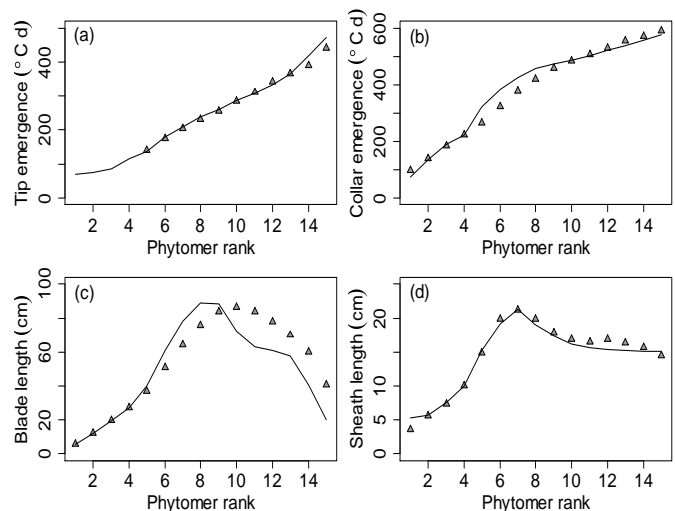 (a)
Tip emergence (° C d)
0 200 400
2 4 6 8 10 12 14
Phytomer rank
(b)
Collar emergence (° C d)
0 200 400 600
2 4 6 8 10 12 14
Phytomer rank
(c)
Blade length (cm)
0 20 60 100
2 4 6 8 10 12 14
Phytomer rank
(d)
Sheath length (cm)
0 5 10 20
2 4 6 8 10 12 14
Phytomer rank